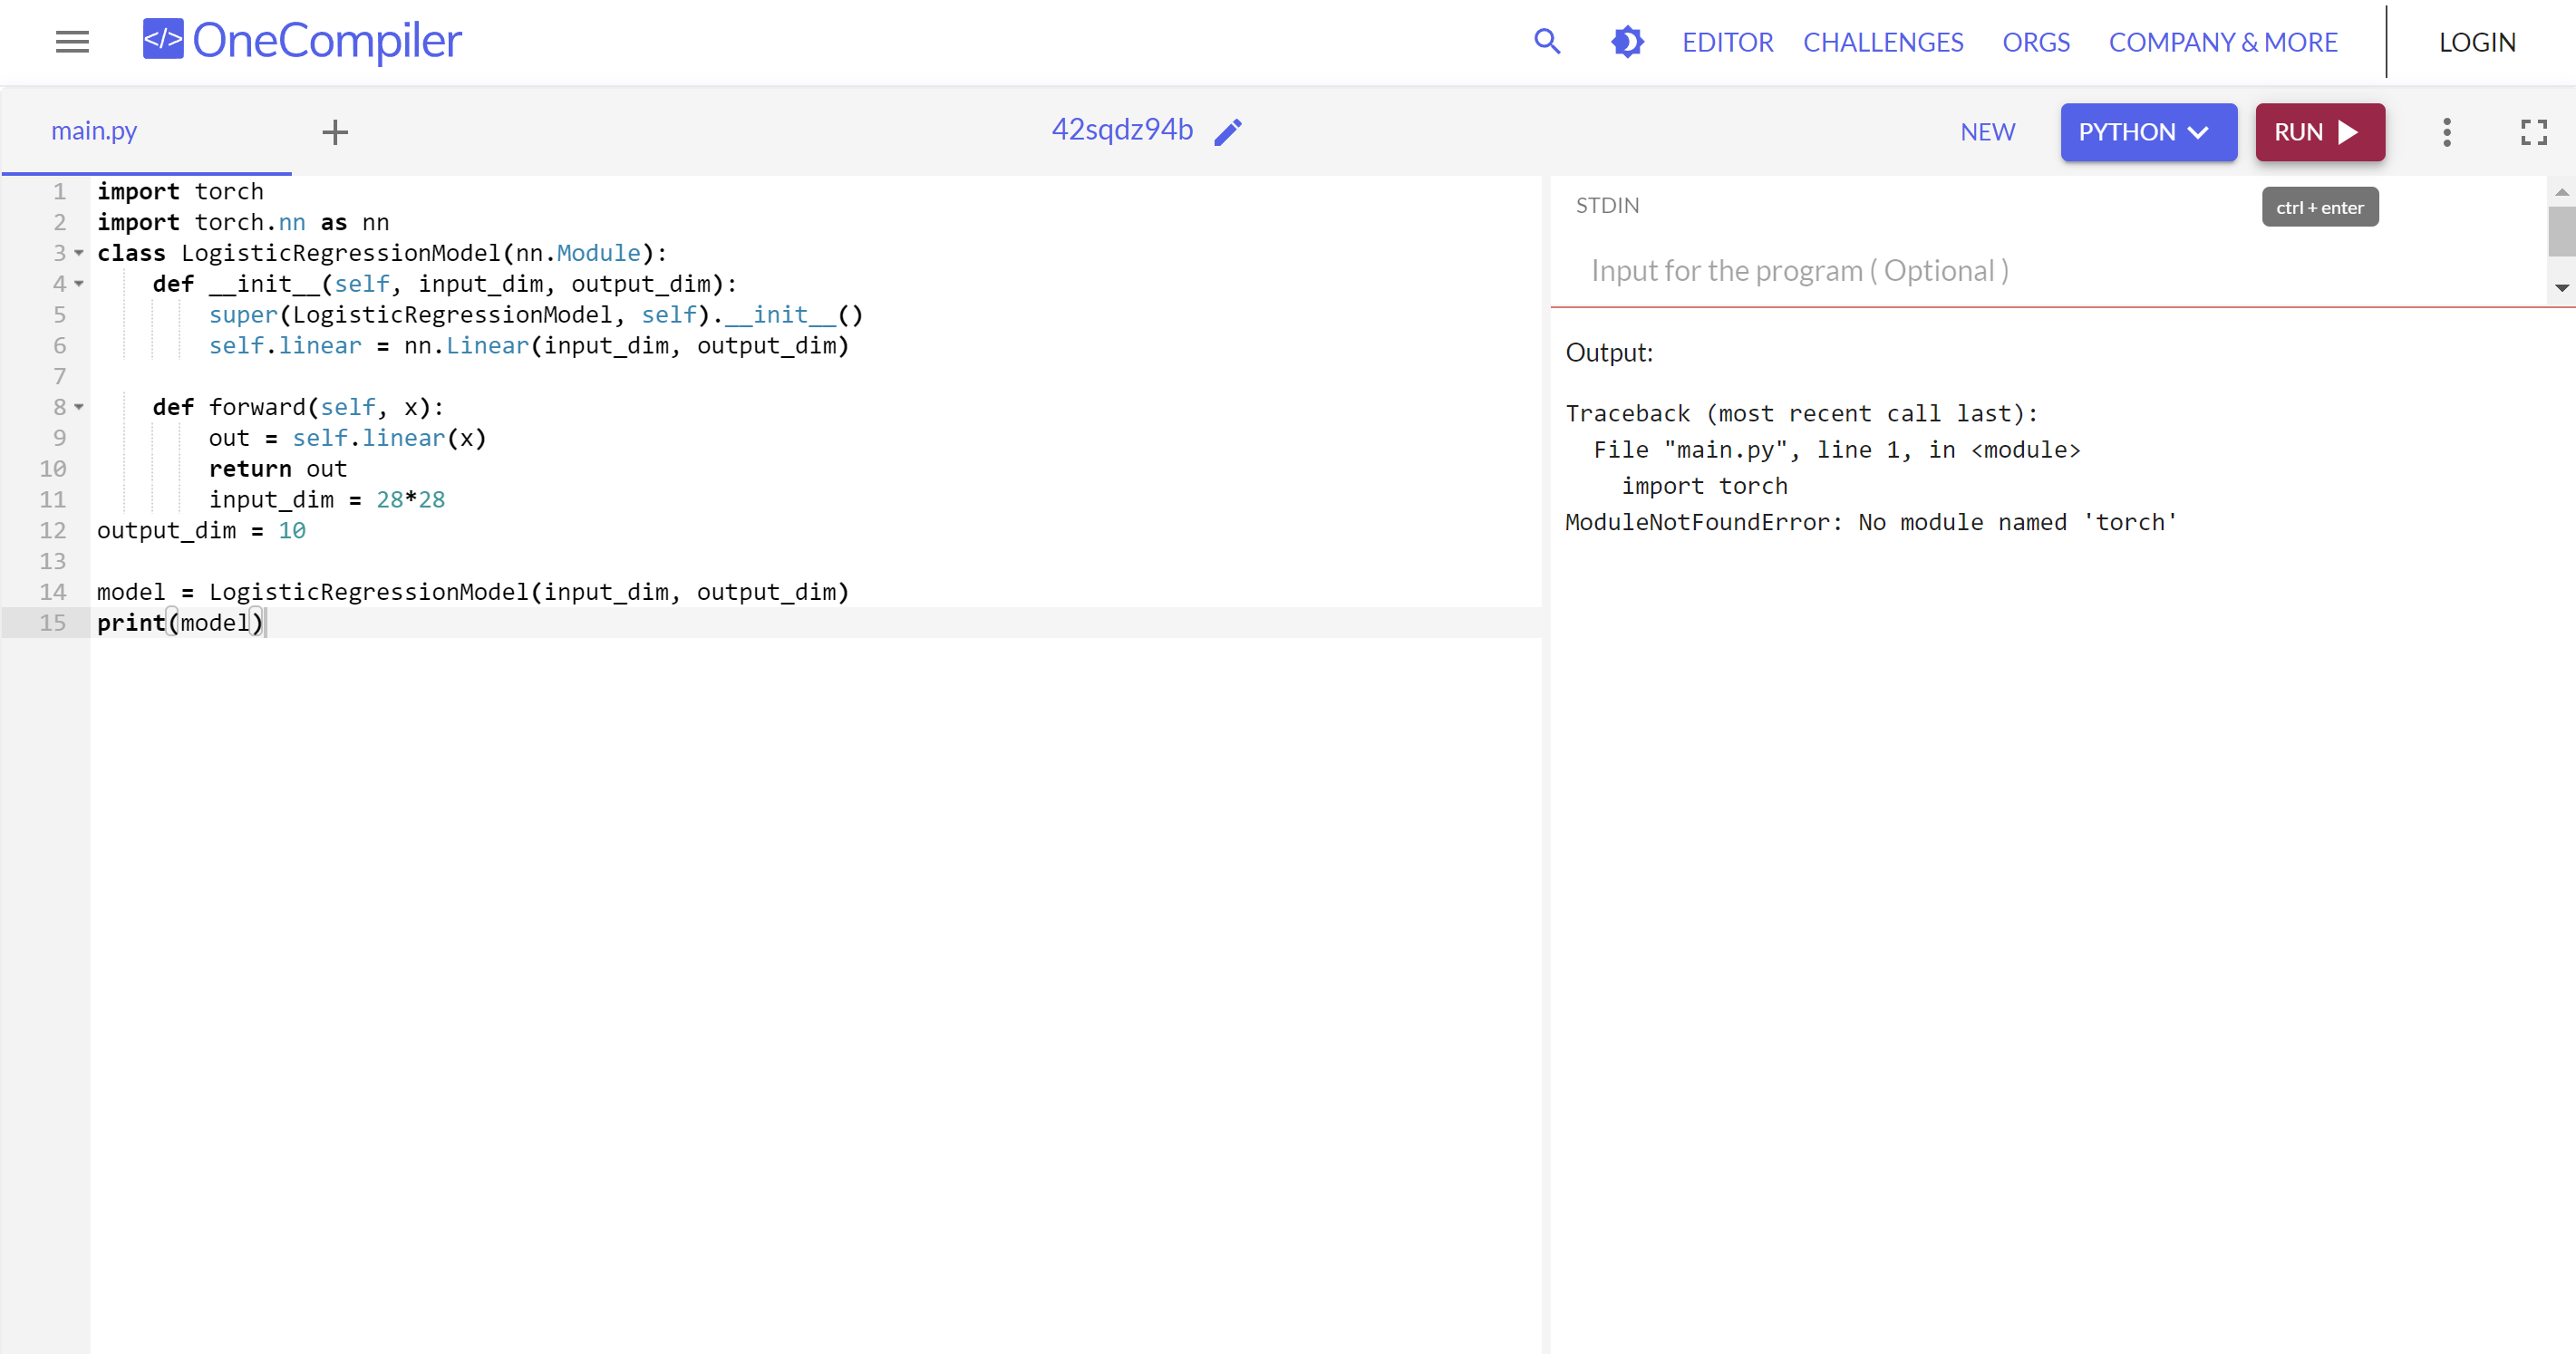 </> OneCompiler
EDITOR CHALLENGES ORGS COMPANY & MORE LOGIN
main.py + 42sqdz94b NEW PYTHON RUN
ctrl + enter
1 import torch
2 import torch.nn as nn
3 class LogisticRegressionModel(nn.Module):
4     def __init__(self, input_dim, output_dim):
5         super(LogisticRegressionModel, self).__init__()
6         self.linear = nn.Linear(input_dim, output_dim)
7
8     def forward(self, x):
9         out = self.linear(x)
10         return out
11         input_dim = 28*28
12 output_dim = 10
13
14 model = LogisticRegressionModel(input_dim, output_dim)
15 print(model)
STDIN
Input for the program ( Optional )
Output:
Traceback (most recent call last):
  File "main.py", line 1, in <module>
    import torch
ModuleNotFoundError: No module named 'torch'